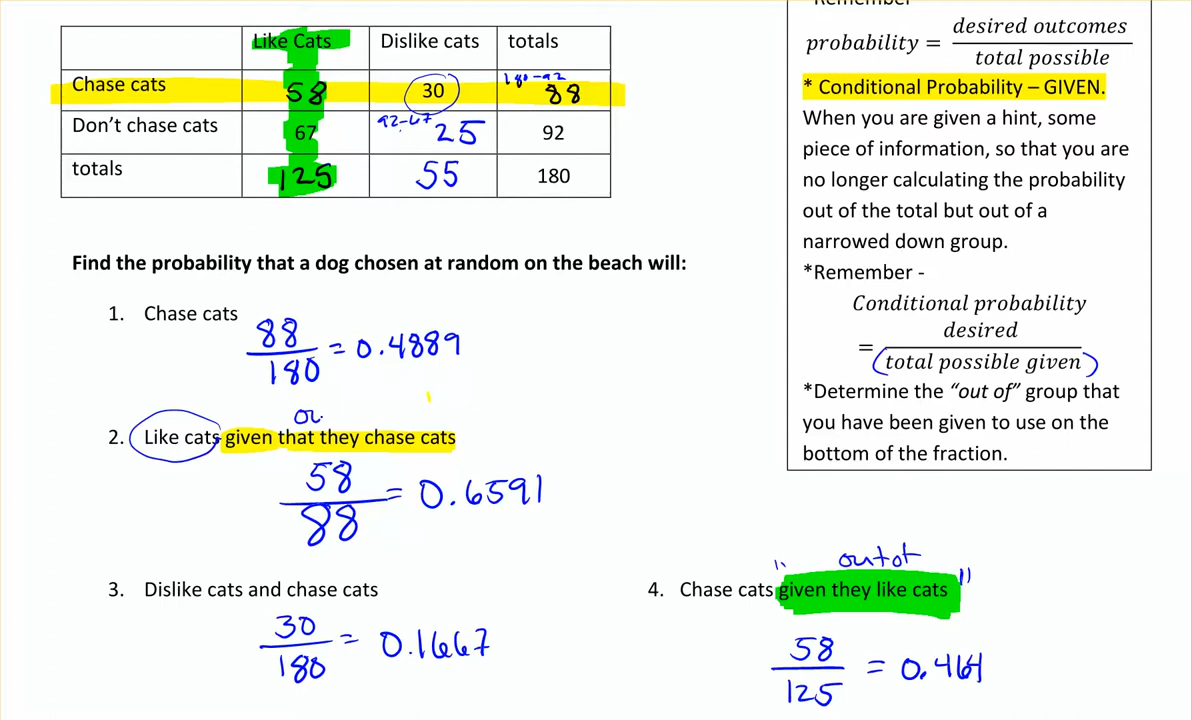 Like Cats Dislike cats totals
180-92
Chase cats 58 30 88
92-67
Don't chase cats 67 25 92
totals 125 55 180
Find the probability that a dog chosen at random on the beach will:
1. Chase cats
88/180 = 0.4889
ou
2. Like cats given that they chase cats
58/88 = 0.6591
3. Dislike cats and chase cats
30/180 = 0.1667
"out of"
4. Chase cats given they like cats
58/125 = 0.464
*Remember
probability = desired outcomes / total possible
* Conditional Probability – GIVEN.
When you are given a hint, some
piece of information, so that you are
no longer calculating the probability
out of the total but out of a
narrowed down group.
*Remember -
Conditional probability
= desired / (total possible given)
*Determine the "out of" group that
you have been given to use on the
bottom of the fraction.